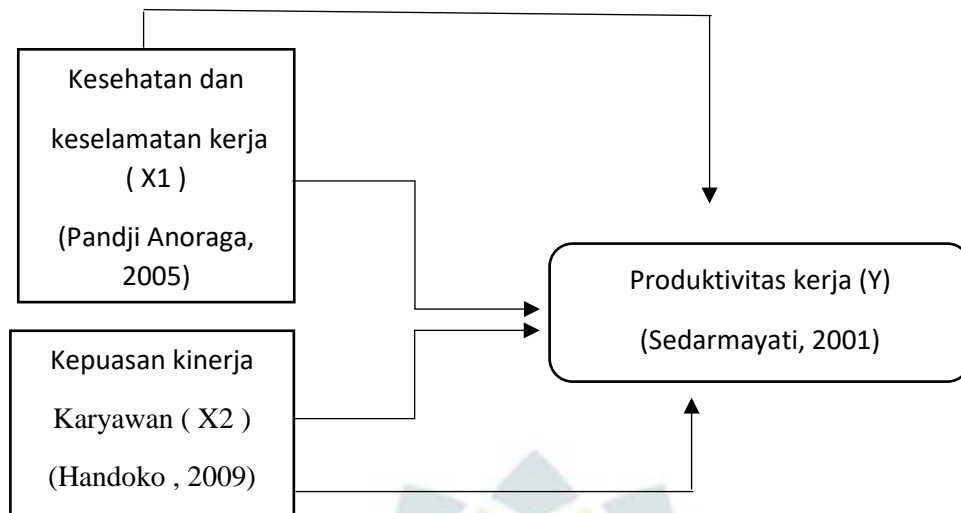 Kesehatan dan
keselamatan kerja
( X1 )
(Pandji Anoraga,
2005)
Produktivitas kerja (Y)
(Sedarmayati, 2001)
Kepuasan kinerja
Karyawan ( X2 )
(Handoko , 2009)